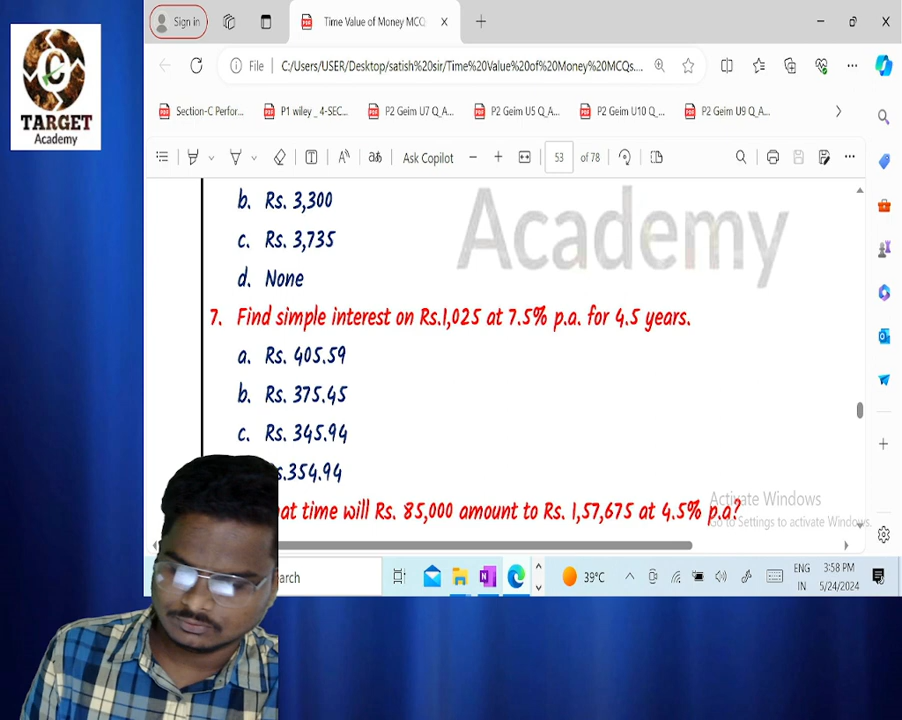 Sign in
Time Value of Money MCQ
File
C:/Users/USER/Desktop/satish%20sir/Time%20Value%20of%20Money%20MCQs...
TARGET
Academy
Section-C Perfor...
P1 wiley _ 4-SEC...
P2 Geim U7 Q_A...
P2 Geim U5 Q_A...
P2 Geim U10 Q_...
P2 Geim U9 Q_A...
Ask Copilot
53
of 78
Academy
b. Rs. 3,300
c. Rs. 3,735
d. None
7. Find simple interest on Rs.1,025 at 7.5% p.a. for 4.5 years.
a. Rs. 405.59
b. Rs. 375.45
c. Rs. 345.94
s.354.94
at time will Rs. 85,000 amount to Rs. 1,57,675 at 4.5% p.a?
Activate Windows
Go to Settings to activate Windows.
arch
39°C
ENG
IN
3:58 PM
5/24/2024